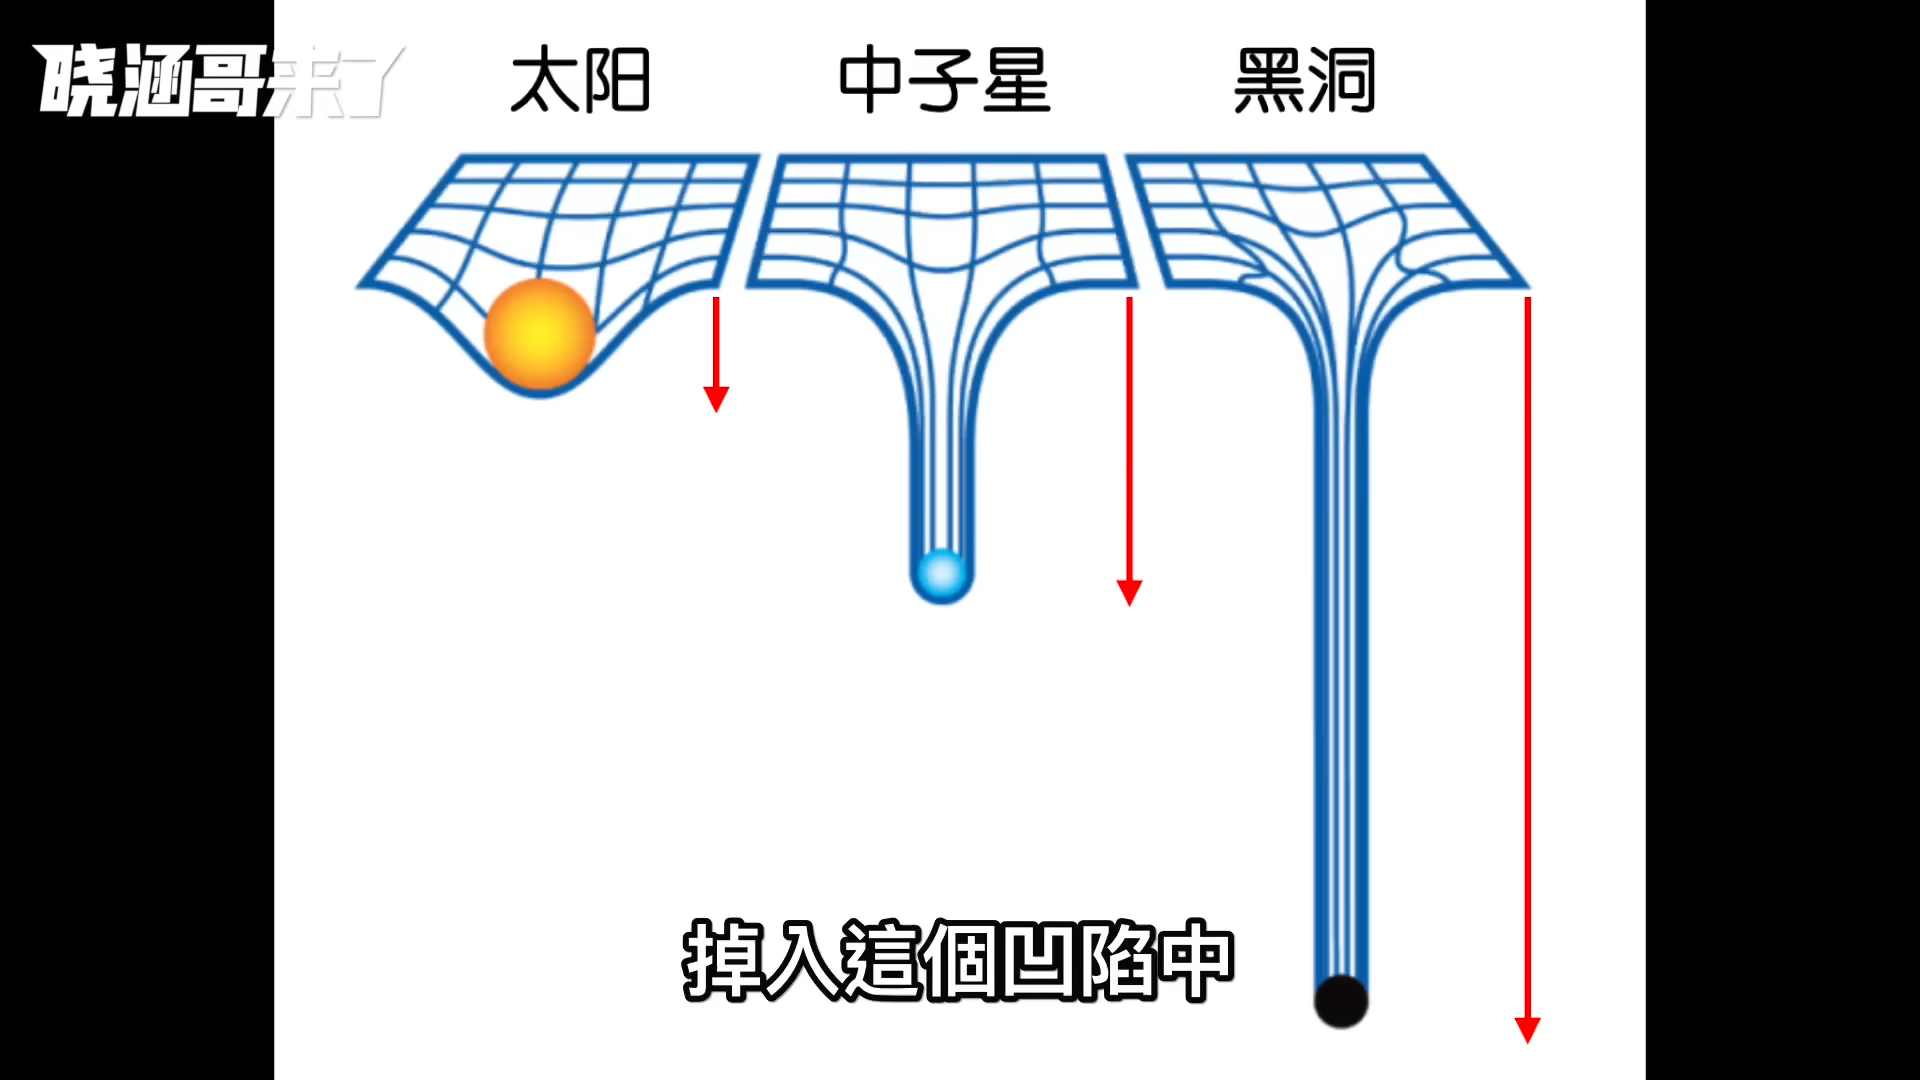 晓涵哥来了
太阳 中子星 黑洞
掉入這個凹陷中